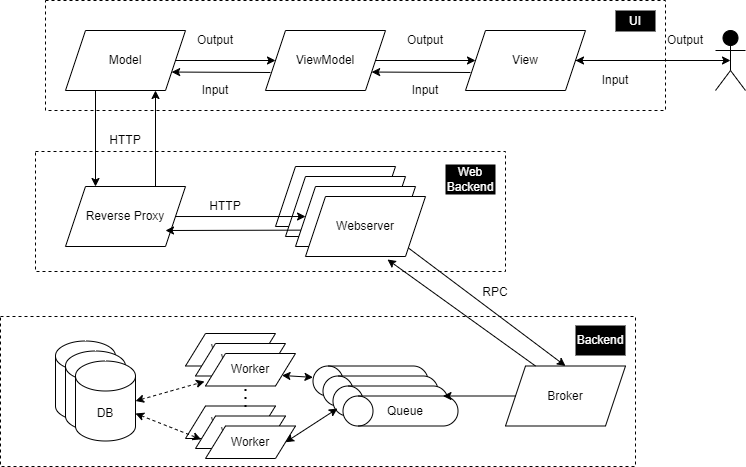 UI
Output
Output
Output
Model
ViewModel
View
Input
Input
Input
HTTP
Web
Backend
Reverse Proxy
HTTP
Webserver
RPC
Backend
Worker
DB
Queue
Broker
Worker